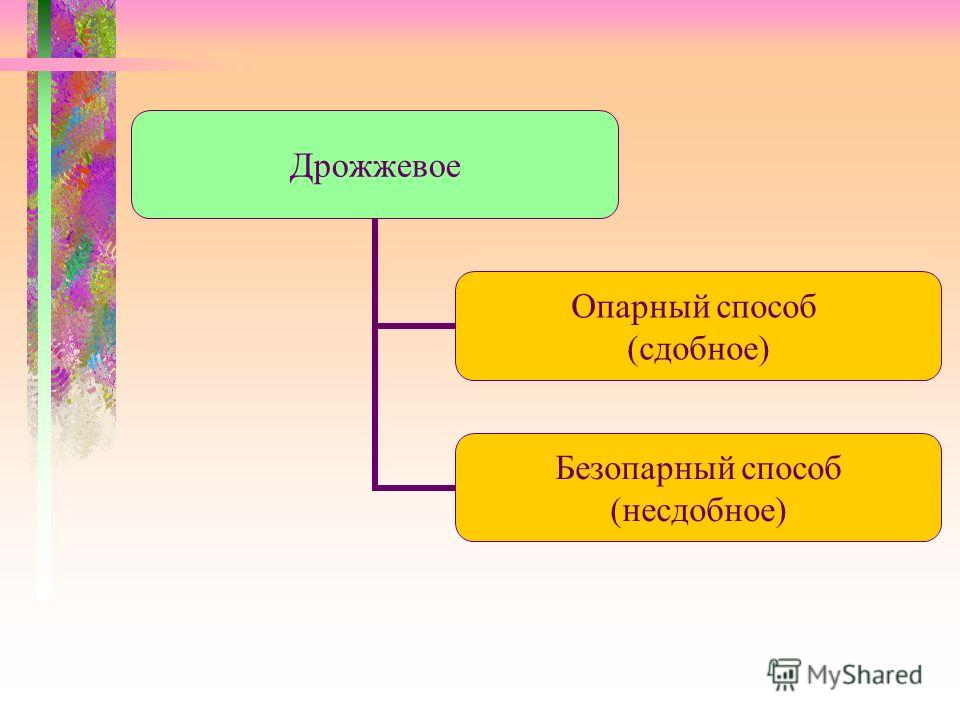 Дрожжевое
Опарный способ
(сдобное)
Безопарный способ
(несдобное)
MyShared